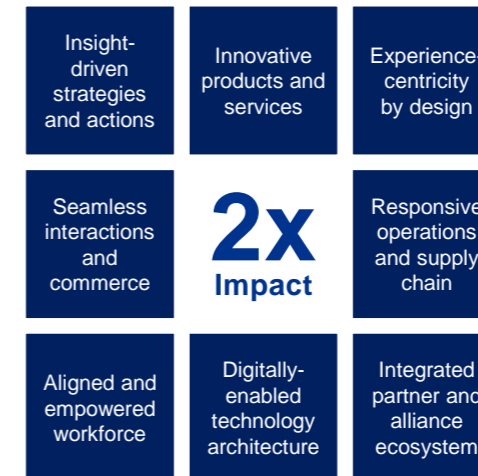 Insight-
driven
strategies
and actions
Innovative
products and
services
Experience-
centricity
by design
Seamless
interactions
and
commerce
2x
Impact
Responsive
operations
and supply
chain
Aligned and
empowered
workforce
Digitally-
enabled
technology
architecture
Integrated
partner and
alliance
ecosystem